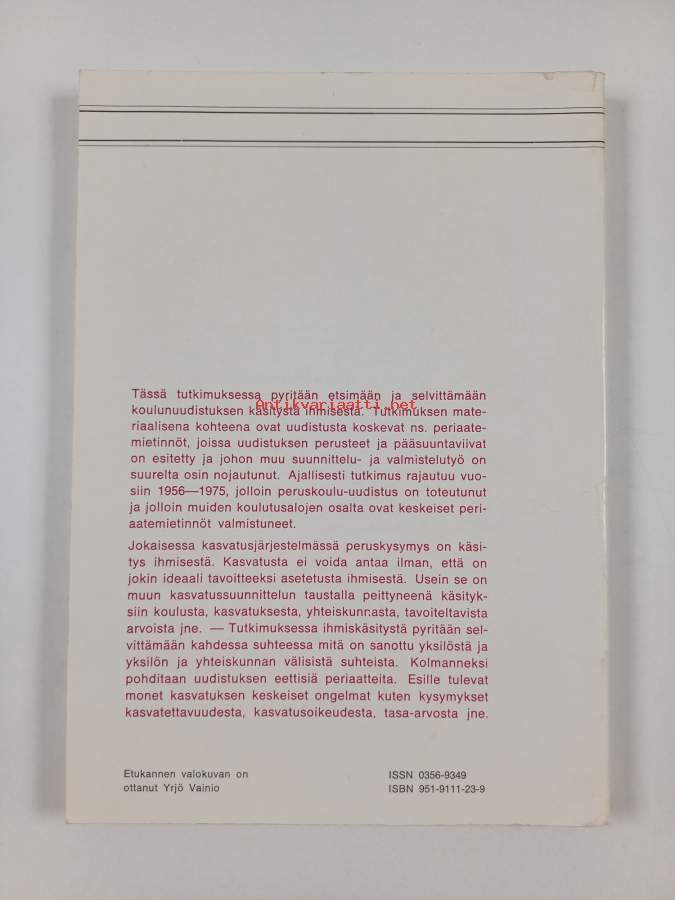 Tässä tutkimuksessa pyritään etsimään ja selvittämään
koulunuudistuksen käsitystä ihmisestä. Tutkimuksen mate-
Antikvariaatti.net
riaalisena kohteena ovat uudistusta koskevat ns. periaate-
mietinnöt, joissa uudistuksen perusteet ja pääsuuntaviivat
on esitetty ja johon muu suunnittelu- ja valmistelutyö on
suurelta osin nojautunut. Ajallisesti tutkimus rajautuu vuo-
siin 1956—1975, jolloin peruskoulu-uudistus on toteutunut
ja jolloin muiden koulutusalojen osalta ovat keskeiset peri-
aatemietinnöt valmistuneet.
Jokaisessa kasvatusjärjestelmässä peruskysymys on käsi-
tys ihmisestä. Kasvatusta ei voida antaa ilman, että on
jokin ideaali tavoitteeksi asetetusta ihmisestä. Usein se on
muun kasvatussuunnittelun taustalla peittyneenä käsityk-
siin koulusta, kasvatuksesta, yhteiskunnasta, tavoiteltavista
arvoista jne. — Tutkimuksessa ihmiskäsitystä pyritään sel-
vittämään kahdessa suhteessa mitä on sanottu yksilöstä ja
yksilön ja yhteiskunnan välisistä suhteista. Kolmanneksi
pohditaan uudistuksen eettisiä periaatteita. Esille tulevat
monet kasvatuksen keskeiset ongelmat kuten kysymykset
kasvatettavuudesta, kasvatusoikeudesta, tasa-arvosta jne.
Etukannen valokuvan on
ottanut Yrjö Vainio
ISSN 0356-9349
ISBN 951-9111-23-9